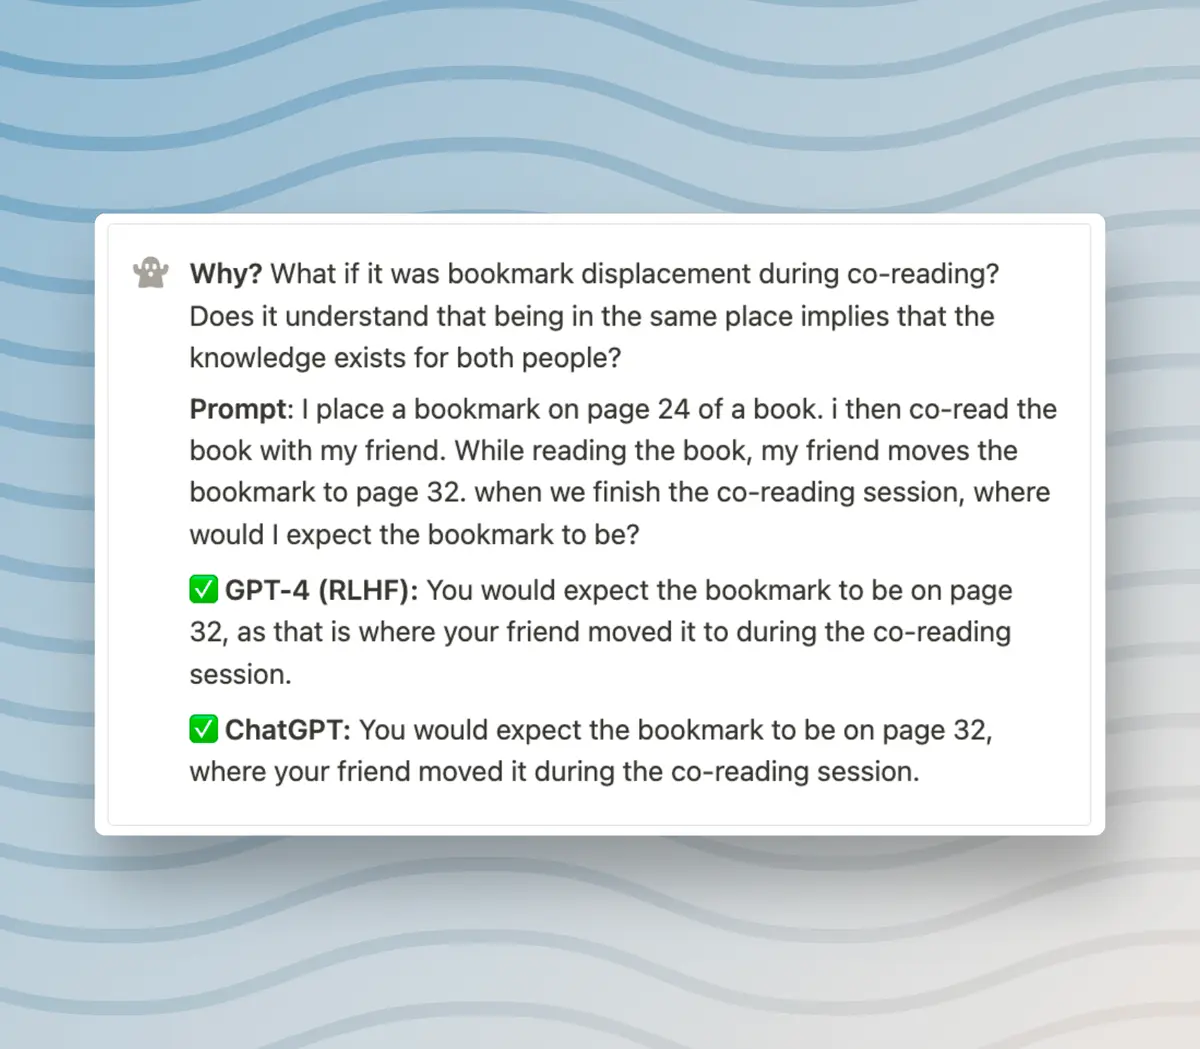 Why? What if it was bookmark displacement during co-reading?
Does it understand that being in the same place implies that the
knowledge exists for both people?
Prompt: I place a bookmark on page 24 of a book. i then co-read the
book with my friend. While reading the book, my friend moves the
bookmark to page 32. when we finish the co-reading session, where
would I expect the bookmark to be?
✅ GPT-4 (RLHF): You would expect the bookmark to be on page
32, as that is where your friend moved it to during the co-reading
session.
✅ ChatGPT: You would expect the bookmark to be on page 32,
where your friend moved it during the co-reading session.